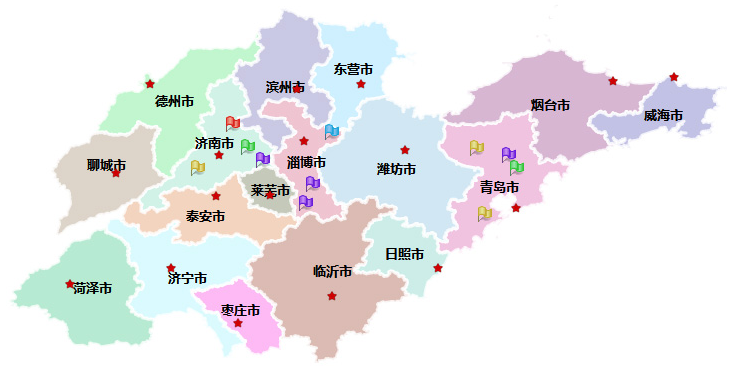 东营市
滨州市
德州市
烟台市
威海市
济南市
淄博市
聊城市
潍坊市
莱芜市
青岛市
泰安市
日照市
临沂市
济宁市
菏泽市
枣庄市